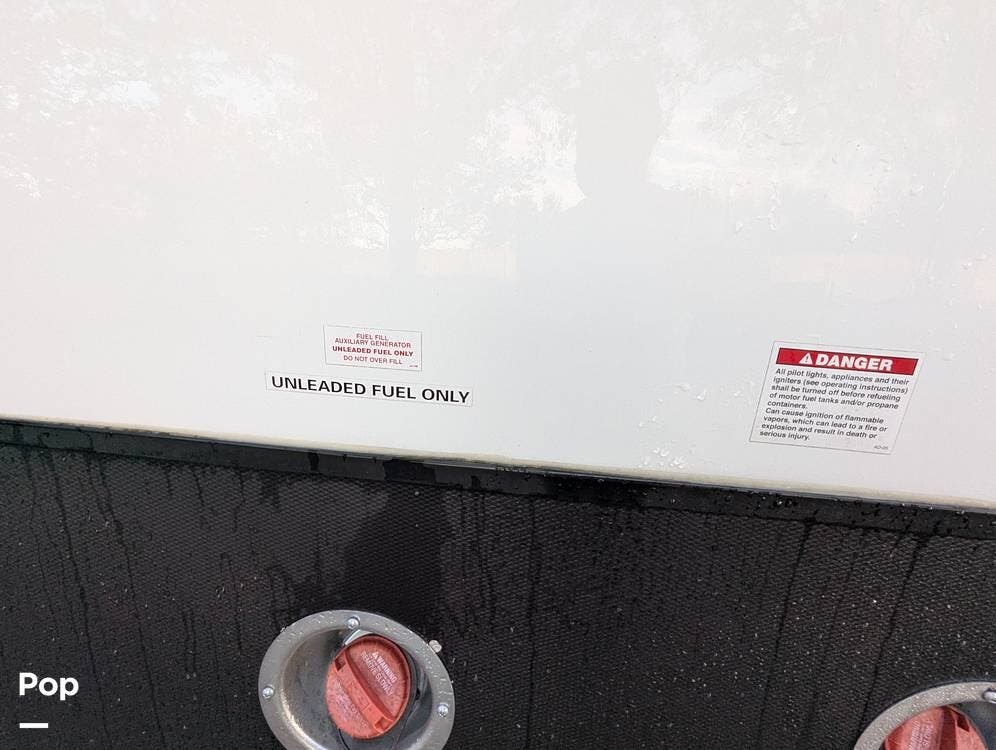 FUEL FILL
AUXILIARY GENERATOR
UNLEADED FUEL ONLY
DO NOT OVER FILL
UNLEADED FUEL ONLY
DANGER
All pilot lights, appliances and their
igniters (see operating instructions)
shall be turned off before refueling
of motor fuel tanks and/or propane
containers.
Can cause ignition of flammable
vapors, which can lead to a fire or
explosion and result in death or
serious injury.
WARNING
REMOVE SLOWLY
Pop